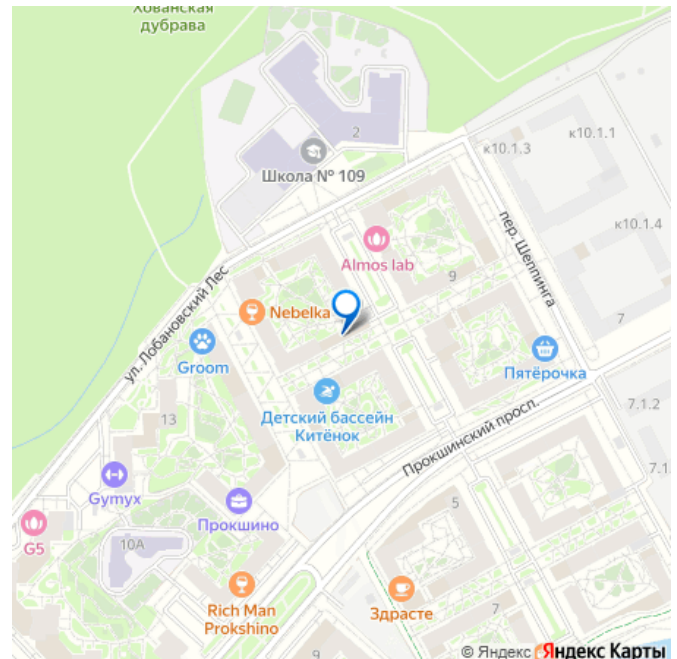 Хованская
дубрава
2
к10.1.3
к10.1.1
Школа № 109
пер. Шеппинга
к10.1.4
Almos lab
9
ул. Лобановский Лес
Nebelka
7
Groom
Пятёрочка
Детский бассейн
Китёнок
13
Прокшинский просп.
7.1.2
7.1
Gymyx
Прокшино
5
G5
10А
Rich Man
Prokshino
Здрасте
7
9
© Яндекс Яндекс Карты